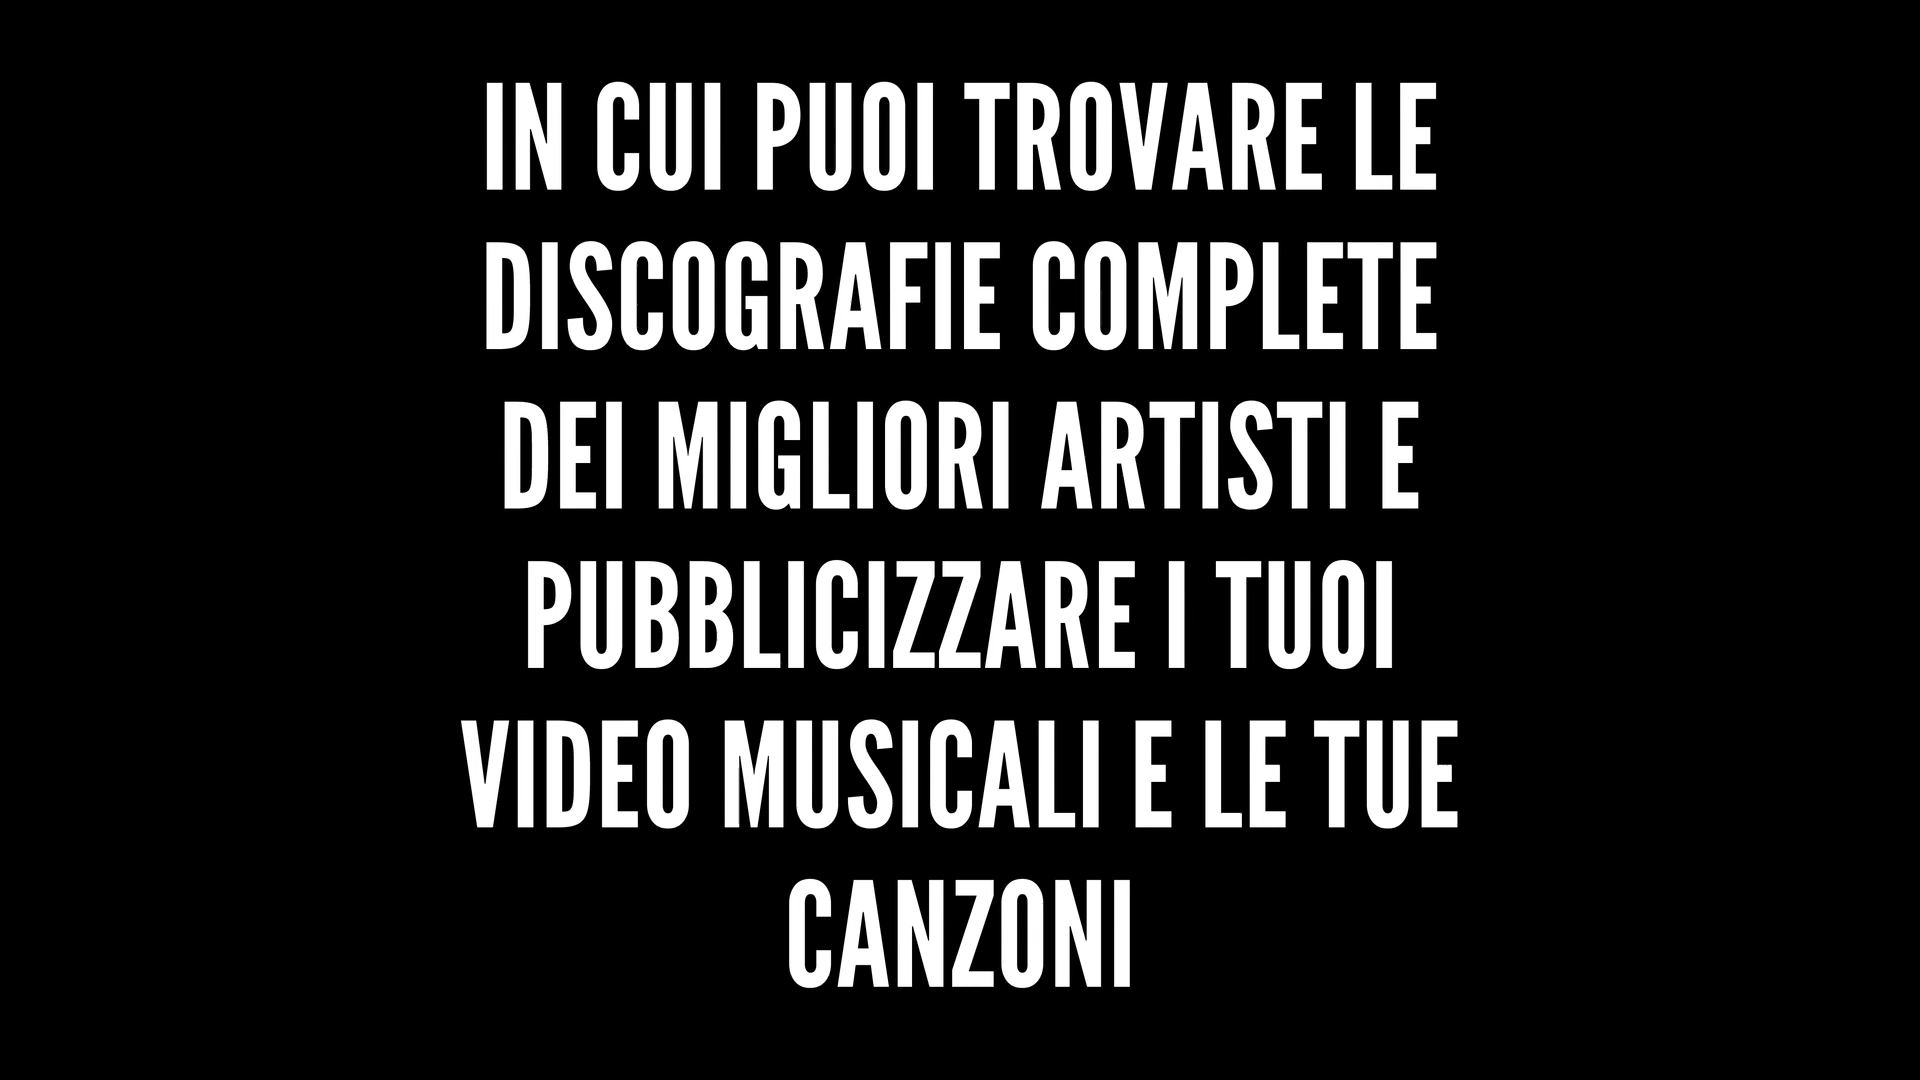 IN CUI PUOI TROVARE LE
DISCOGRAFIE COMPLETE
DEI MIGLIORI ARTISTI E
PUBBLICIZZARE I TUOI
VIDEO MUSICALI E LE TUE
CANZONI